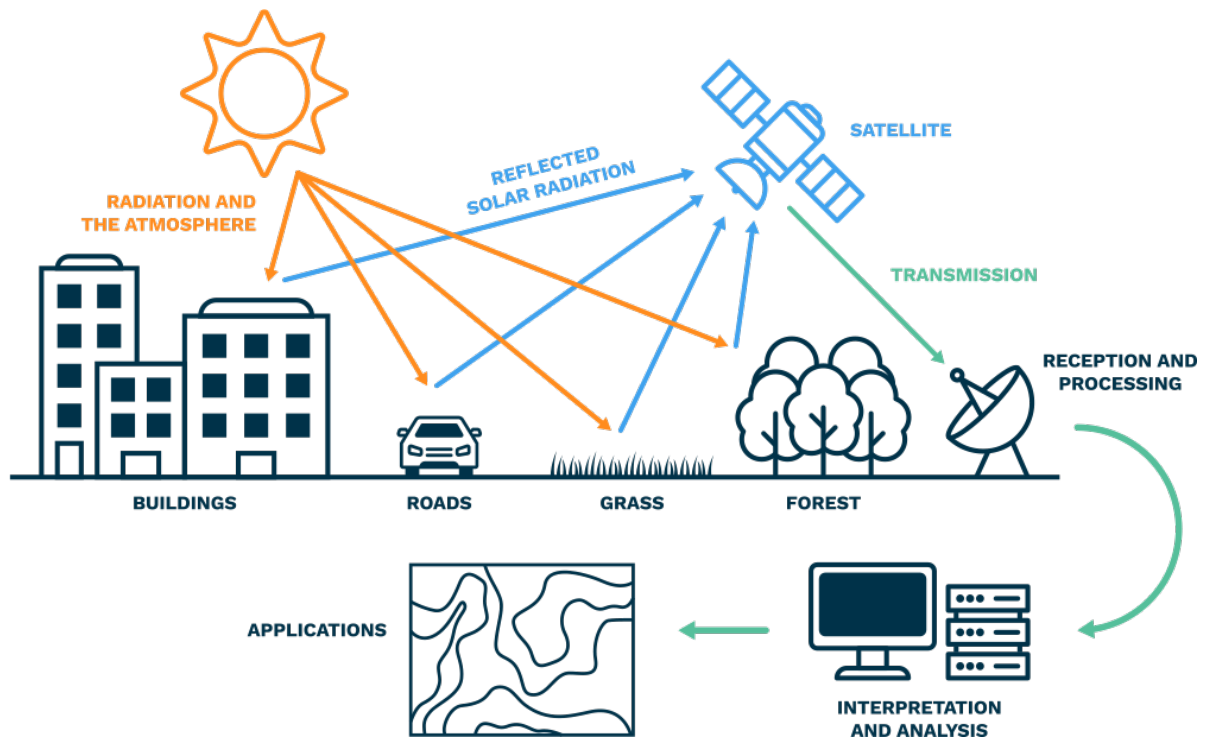 RADIATION AND
THE ATMOSPHERE
REFLECTED
SOLAR RADIATION
SATELLITE
TRANSMISSION
RECEPTION AND
PROCESSING
BUILDINGS
ROADS
GRASS
FOREST
APPLICATIONS
INTERPRETATION
AND ANALYSIS